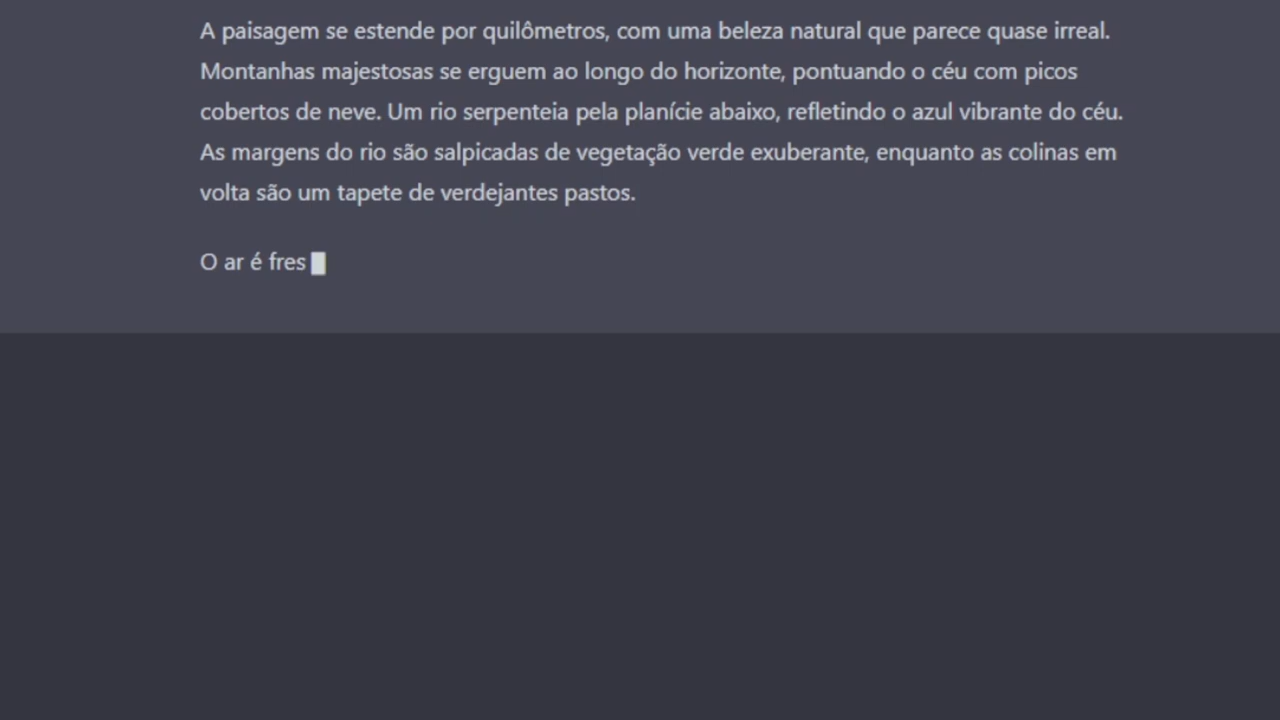 A paisagem se estende por quilômetros, com uma beleza natural que parece quase irreal.
Montanhas majestosas se erguem ao longo do horizonte, pontuando o céu com picos
cobertos de neve. Um rio serpenteia pela planície abaixo, refletindo o azul vibrante do céu.
As margens do rio são salpicadas de vegetação verde exuberante, enquanto as colinas em
volta são um tapete de verdejantes pastos.
O ar é fres